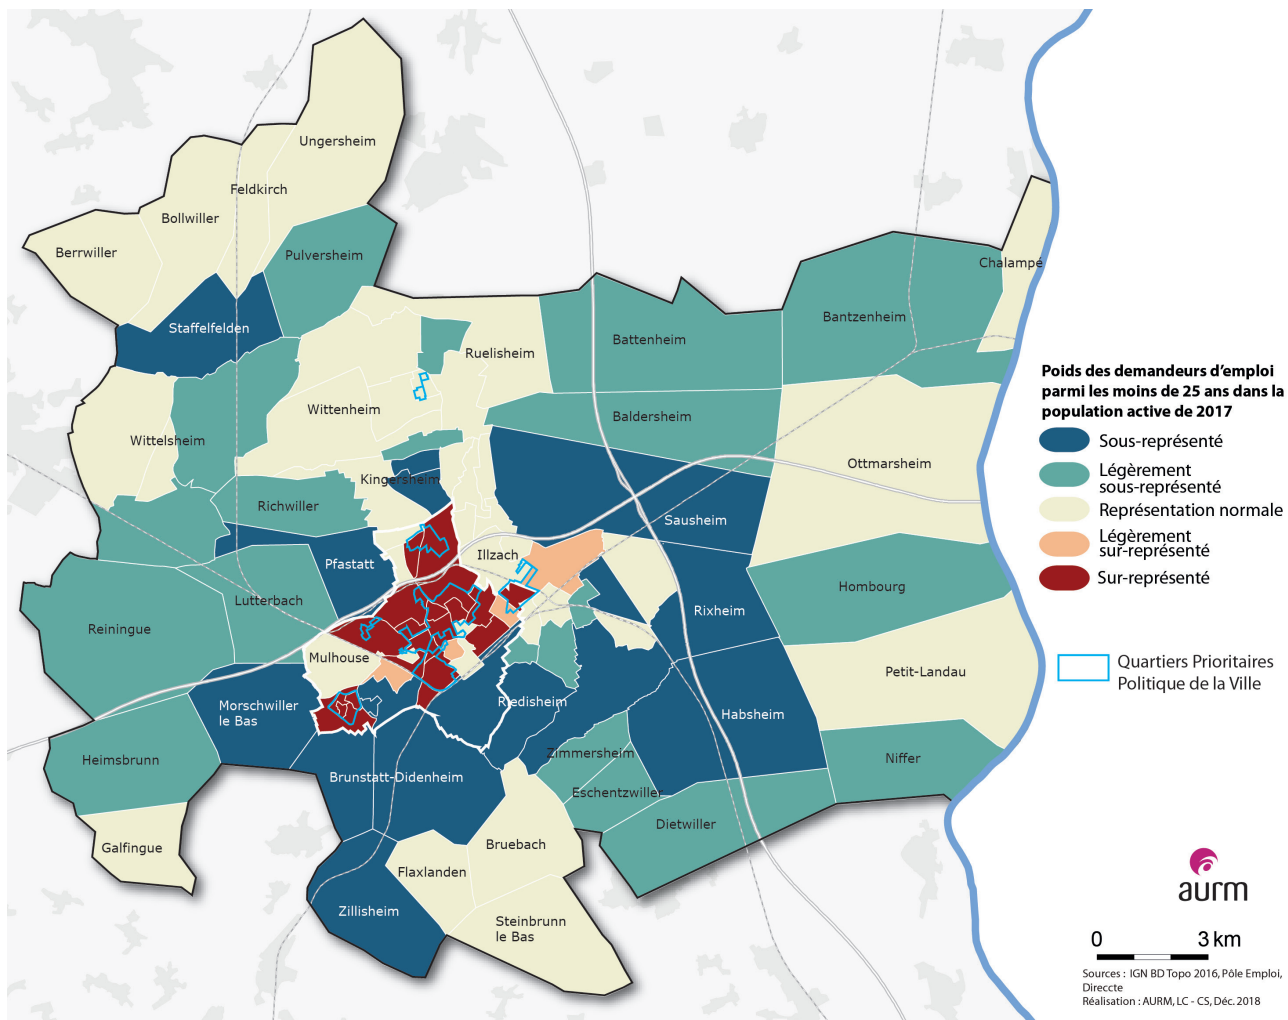 Ungersheim
Feldkirch
Bollwiller
Berrwiller
Pulversheim
Chalampé
Staffelfelden
Bantzenheim
Battenheim
Ruelisheim
Wittenheim
Baldersheim
Wittelsheim
Ottmarsheim
Kingersheim
Richwiller
Sausheim
Illzach
Pfastatt
Hombourg
Lutterbach
Rixheim
Reiningue
Mulhouse
Petit-Landau
Riedisheim
Morschwiller
le Bas
Habsheim
Zimmersheim
Niffer
Heimsbrunn
Brunstatt-Didenheim
Eschentzwiller
Dietwiller
Galfingue
Bruebach
Flaxlanden
Zillisheim
Steinbrunn
le Bas
Poids des demandeurs d’emploi
parmi les moins de 25 ans dans la
population active de 2017
Sous-représenté
Légèrement
sous-représenté
Représentation normale
Légèrement
sur-représenté
Sur-représenté
Quartiers Prioritaires
Politique de la Ville
aurm
0 3 km
Sources : IGN BD Topo 2016, Pôle Emploi,
Direccte
Réalisation : AURM, LC - CS, Déc. 2018